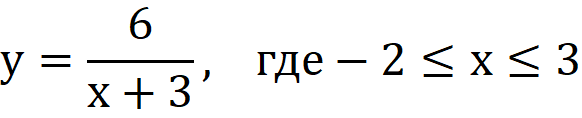 y = 6/(x + 3), где − 2 ≤ x ≤ 3